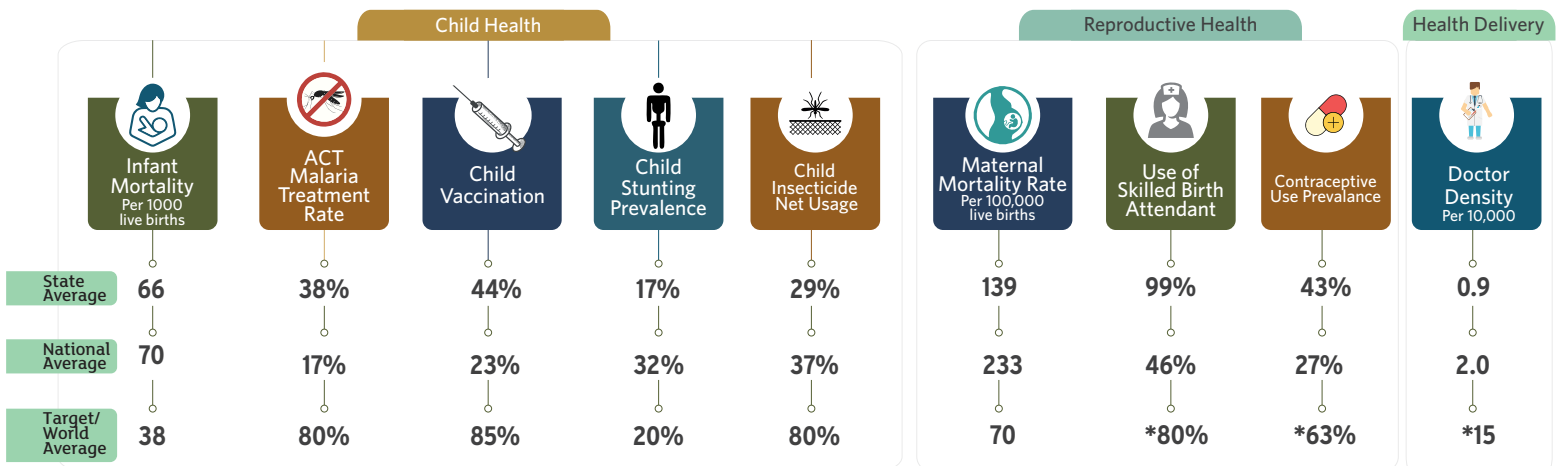 Child Health
Reproductive Health
Health Delivery
Infant
Mortality
Per 1000
live births
ACT
Malaria
Treatment
Rate
Child
Vaccination
Child
Stunting
Prevalence
Child
Insecticide
Net Usage
Maternal
Mortality Rate
Per 100,000
live births
Use of
Skilled Birth
Attendant
Contraceptive
Use Prevalance
Doctor
Density
Per 10,000
State
Average
66 38% 44% 17% 29% 139 99% 43% 0.9
National
Average
70 17% 23% 32% 37% 233 46% 27% 2.0
Target/
World
Average
38 80% 85% 20% 80% 70 *80% *63% *15